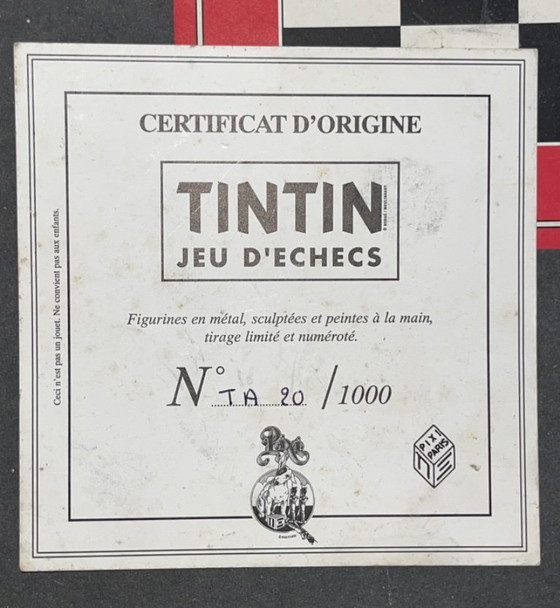 CERTIFICAT D'ORIGINE
TINTIN
JEU D'ECHECS
Figurines en métal, sculptées et peintes à la main,
tirage limité et numéroté.
N° TA 20 /1000
PIXI
PARIS
Ceci n'est pas un jouet. Ne convient pas aux enfants.